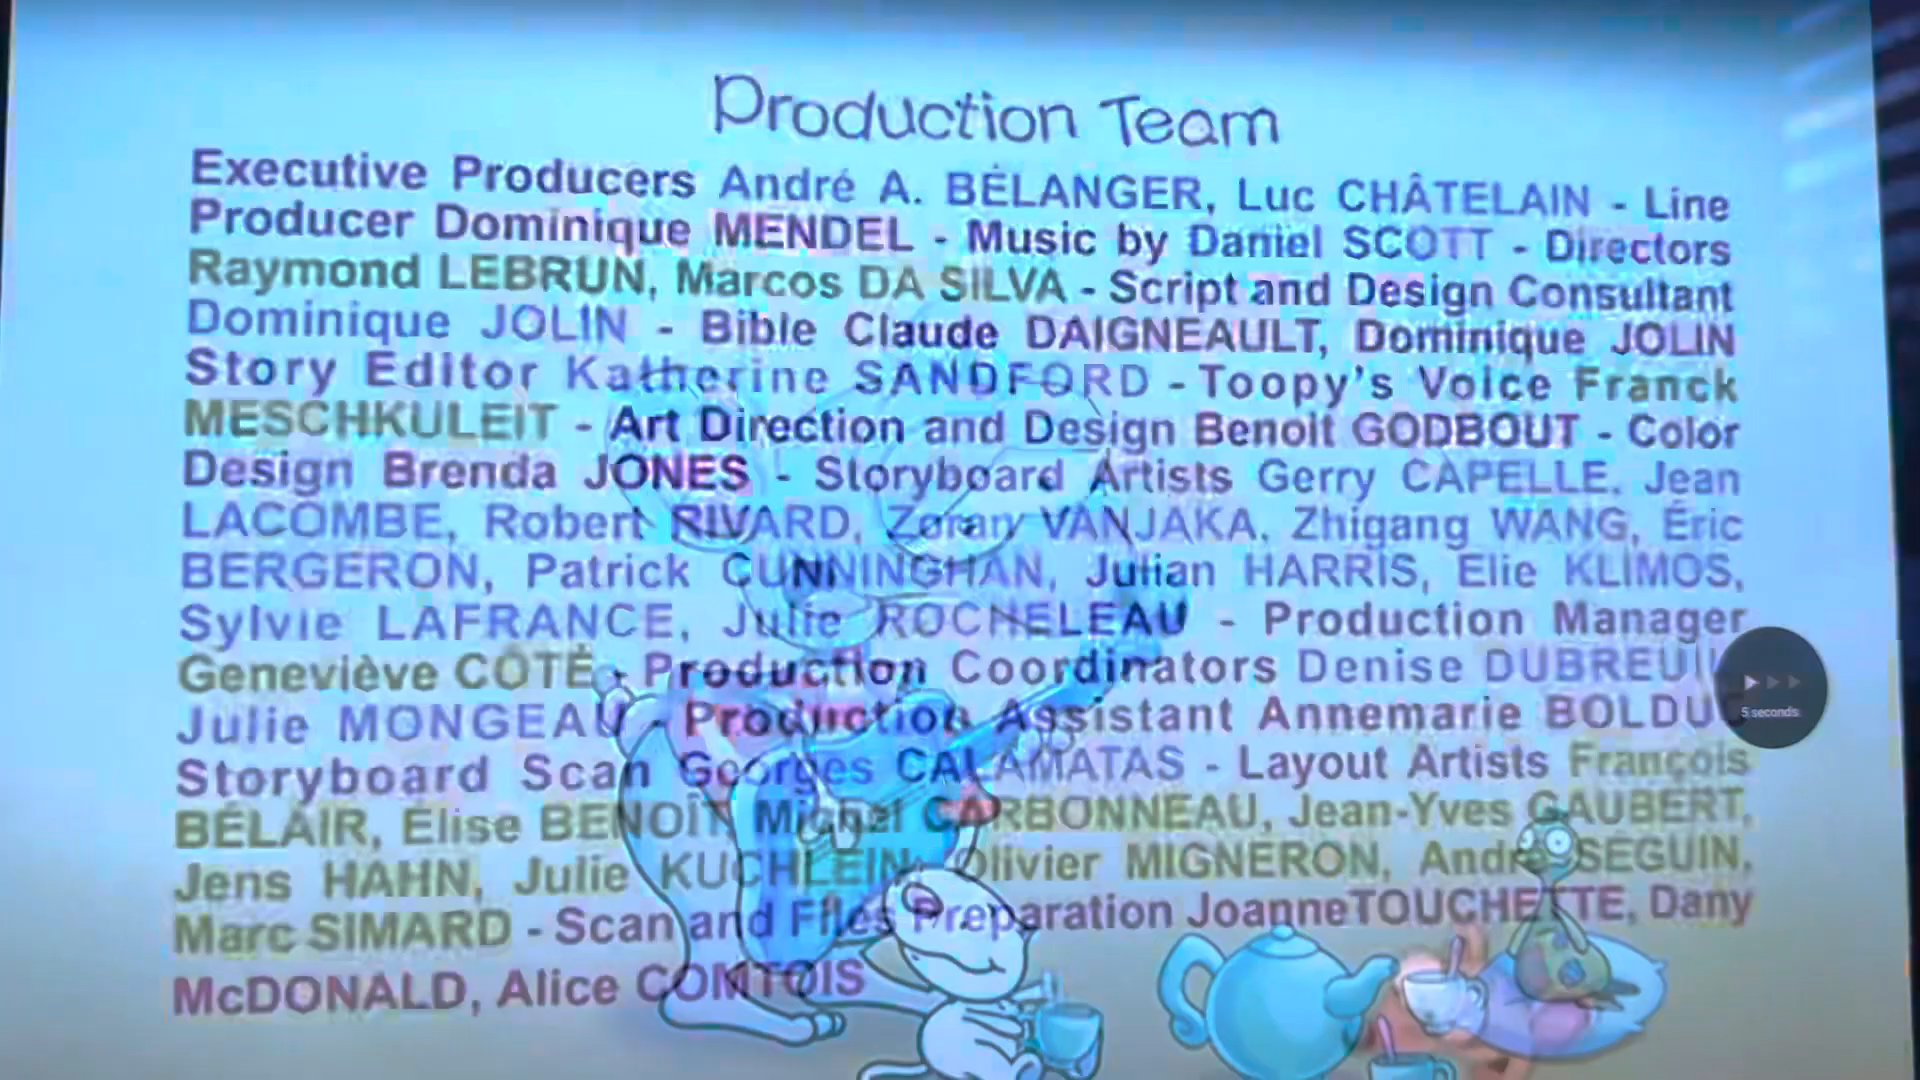 Production Team
Executive Producers André A. BÉLANGER, Luc CHÂTELAIN - Line
Producer Dominique MENDEL - Music by Daniel SCOTT - Directors
Raymond LEBRUN, Marcos DA SILVA - Script and Design Consultant
Dominique JOLIN - Bible Claude DAIGNEAULT, Dominique JOLIN
Story Editor Katherine SANDFORD - Toopy's Voice Franck
MESCHKULEIT - Art Direction and Design Benoit GODBOUT - Color
Design Brenda JONES - Storyboard Artists Gerry CAPELLE, Jean
LACOMBE, Robert RIVARD, Zoran VANJAKA, Zhigang WANG, Éric
BERGERON, Patrick CUNNINGHAN, Julian HARRIS, Elie KLIMOS,
Sylvie LAFRANCE, Julie ROCHELEAU - Production Manager
Geneviève CÔTÉ - Production Coordinators Denise
Julie MONGEAU - Production Assistant Annemarie
Storyboard Scan Georges CALAMATAS - Layout Artists François
BÉLAIR, Élise BENOÎT, Michel CARBONNEAU, Jean-Yves GAUBERT,
Jens HAHN, Julie KUCHLEIN, Olivier MIGNERON, André SEGUIN,
Marc SIMARD - Scan and Files Preparation JoanneTOUCHETTE, Dany
McDONALD, Alice COMTOIS
5 seconds